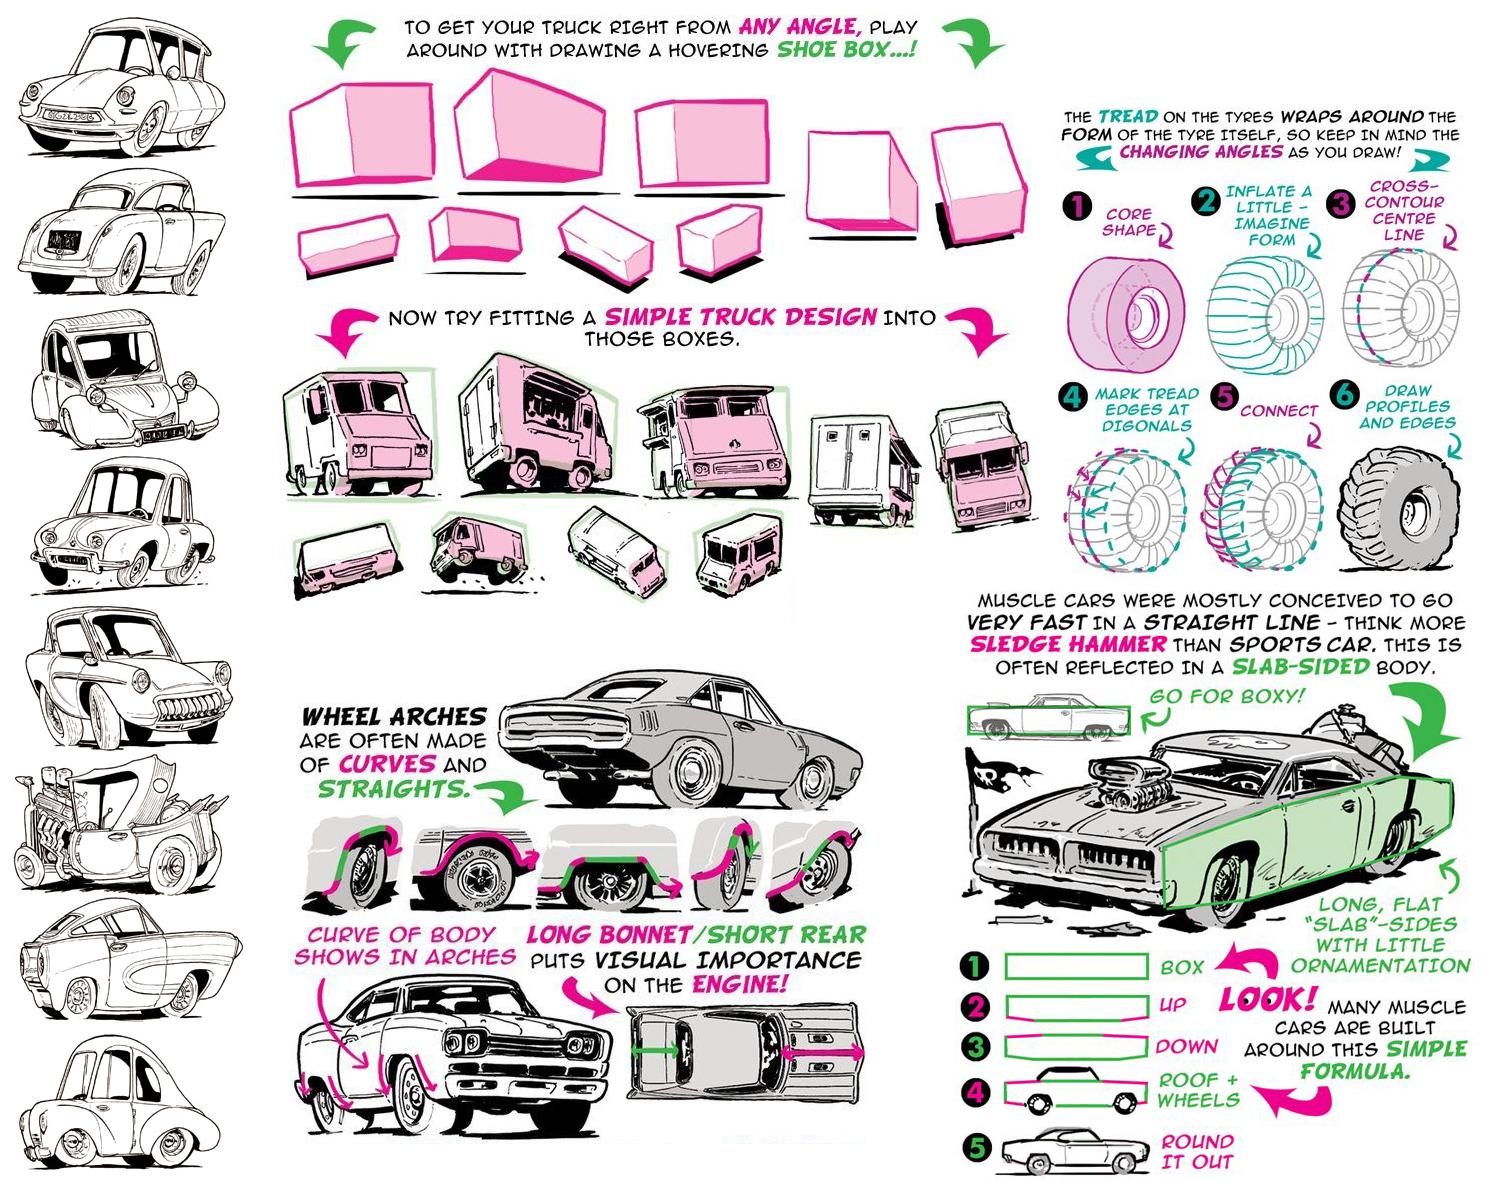 TO GET YOUR TRUCK RIGHT FROM ANY ANGLE, PLAY
AROUND WITH DRAWING A HOVERING SHOE BOX...!
NOW TRY FITTING A SIMPLE TRUCK DESIGN INTO
THOSE BOXES.
THE TREAD ON THE TYRES WRAPS AROUND THE
FORM OF THE TYRE ITSELF, SO KEEP IN MIND THE
CHANGING ANGLES AS YOU DRAW!
1
CORE
SHAPE
2
INFLATE A
LITTLE -
IMAGINE
FORM
3
CROSS-
CONTOUR
CENTRE
LINE
4
MARK TREAD
EDGES AT
DIGONALS
5
CONNECT
6
DRAW
PROFILES
AND EDGES
WHEEL ARCHES
ARE OFTEN MADE
OF CURVES AND
STRAIGHTS.
CURVE OF BODY
SHOWS IN ARCHES
LONG BONNET/SHORT REAR
PUTS VISUAL IMPORTANCE
ON THE ENGINE!
MUSCLE CARS WERE MOSTLY CONCEIVED TO GO
VERY FAST IN A STRAIGHT LINE - THINK MORE
SLEDGE HAMMER THAN SPORTS CAR. THIS IS
OFTEN REFLECTED IN A SLAB-SIDED BODY.
GO FOR BOXY!
LONG, FLAT
"SLAB"-SIDES
WITH LITTLE
ORNAMENTATION
1
BOX
2
UP
3
DOWN
4
ROOF +
WHEELS
5
ROUND
IT OUT
LOOK! MANY MUSCLE
CARS ARE BUILT
AROUND THIS SIMPLE
FORMULA.